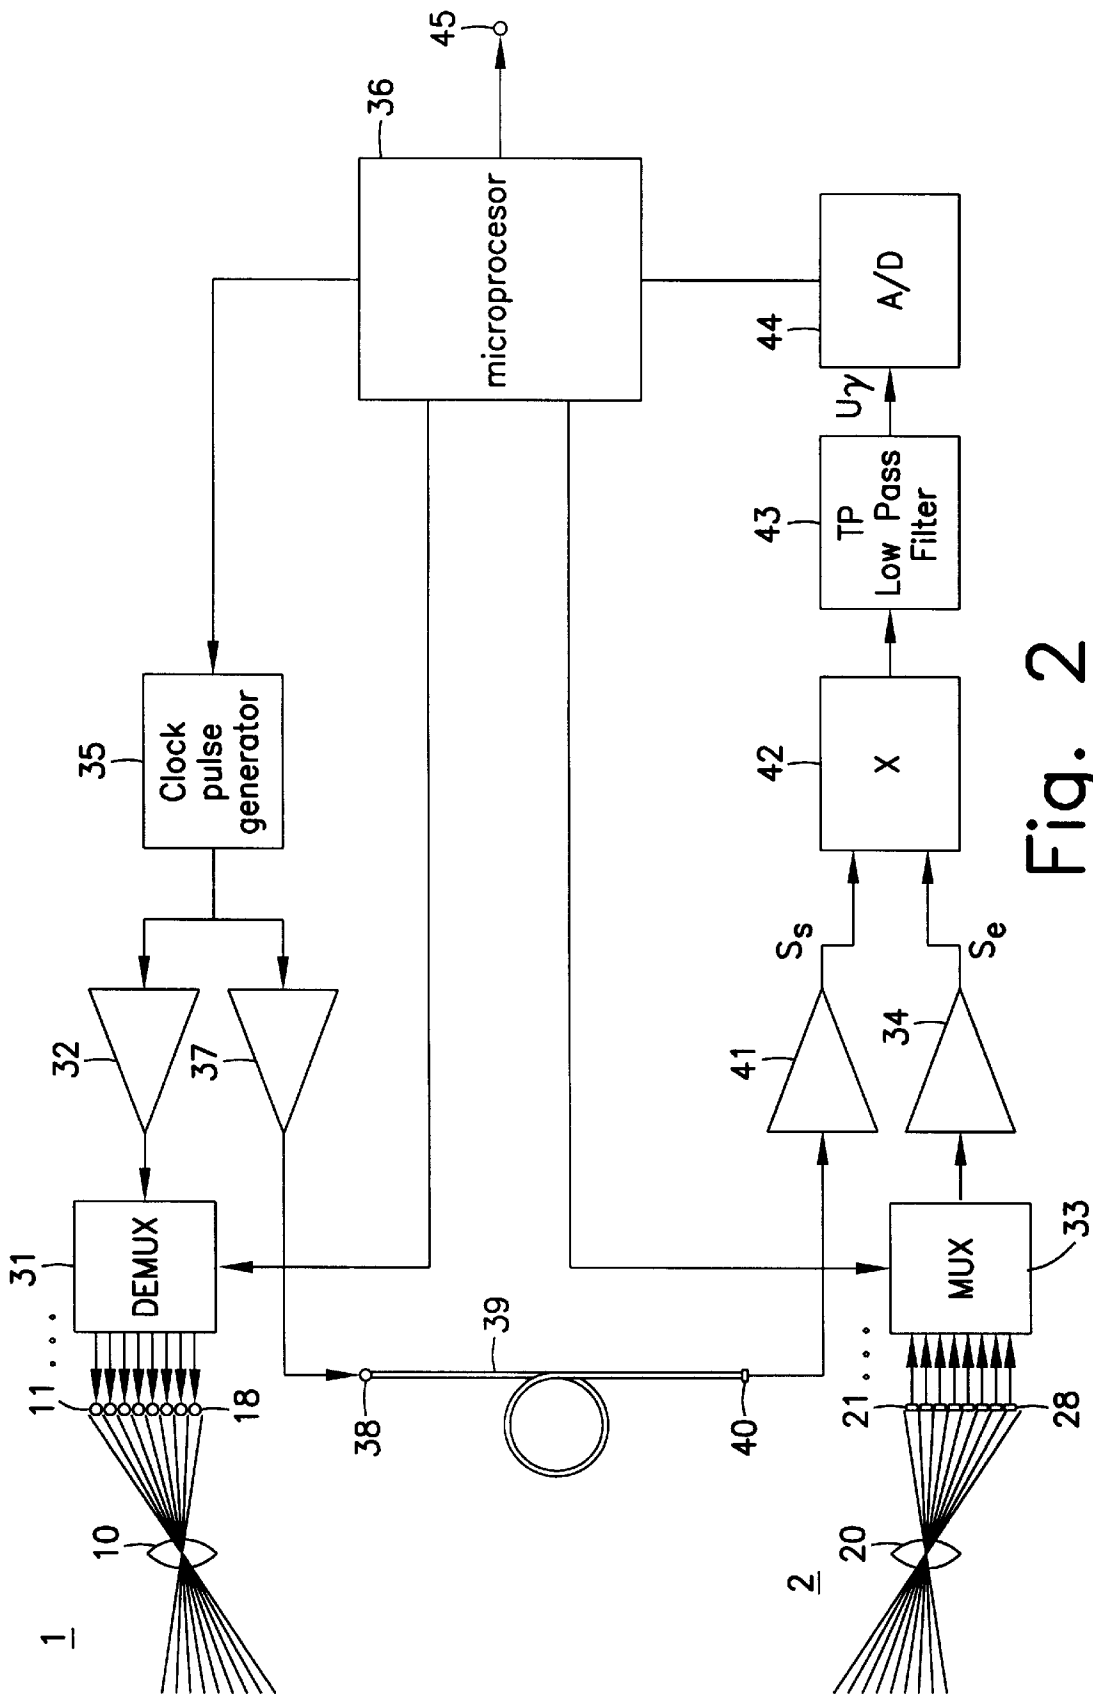 1
10
11
18
31
DEMUX
32
37
35
Clock
pulse
generator
36
microprocesor
45
38
39
40
2
20
21
28
33
MUX
41
34
Ss
Se
42
X
43
TP
Low Pass
Filter
Uγ
44
A/D
Fig. 2